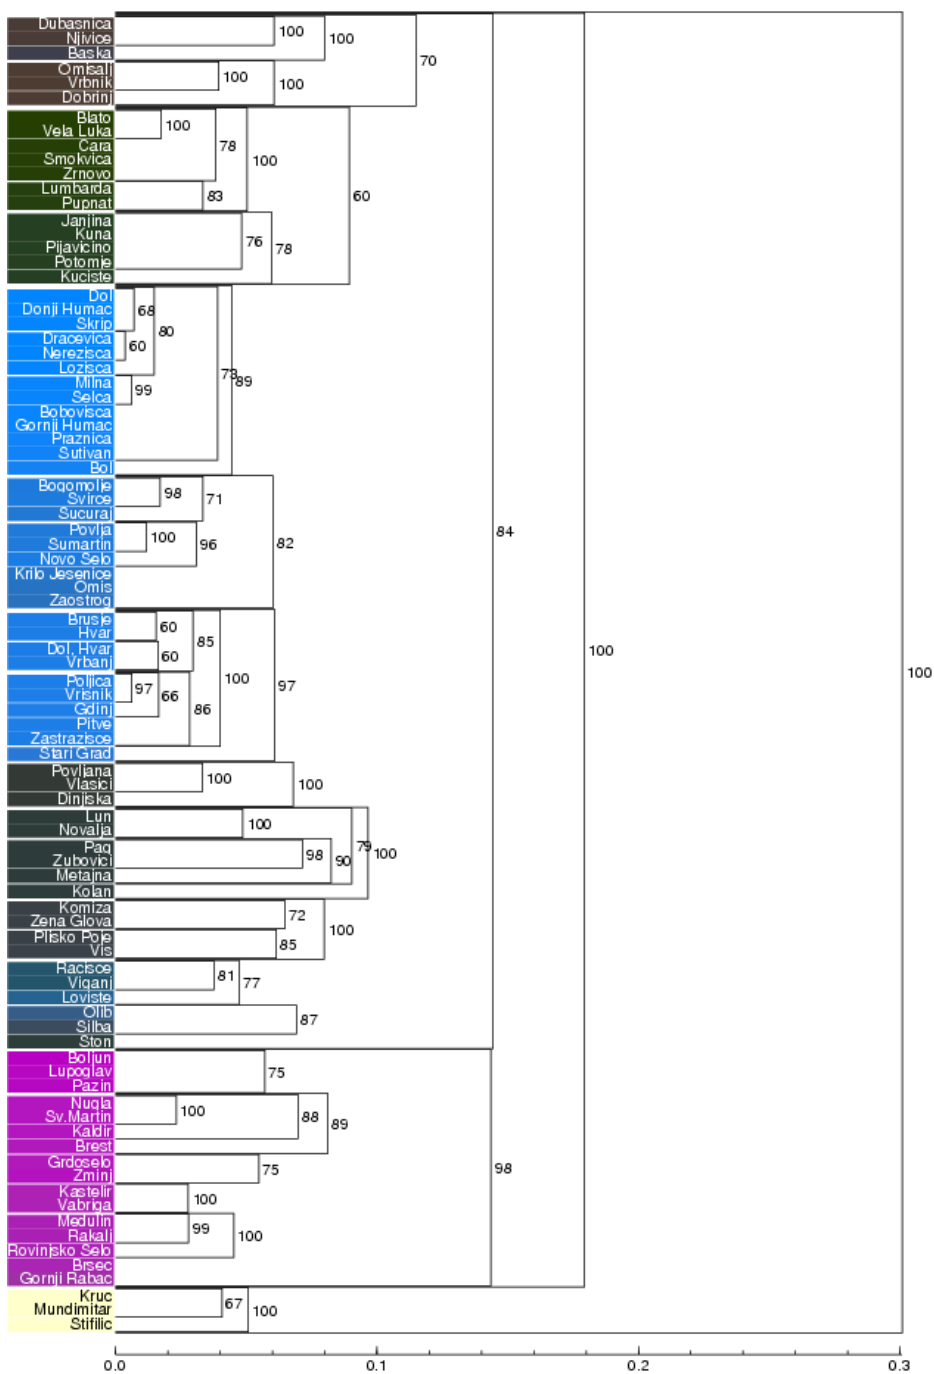 Dubasnica
Njivice
Baska
Omisalj
Vrbnik
Dobrinj
Blato
Vela Luka
Cara
Smokvica
Zrnovo
Lumbarda
Pupnat
Janjina
Kuna
Pijavicino
Potomje
Kuciste
Dol
Donji Humac
Skrip
Dracevica
Nerezisca
Lozisca
Milna
Selca
Bobovisca
Gornji Humac
Praznica
Sutivan
Bol
Bogomolje
Svirce
Sucuraj
Povlja
Sumartin
Novo Selo
Krilo Jesenice
Omis
Zaostrog
Brusje
Hvar
Dol, Hvar
Vrbanj
Poljica
Vrisnik
Gdinj
Pitve
Zastrazisce
Stari Grad
Povljana
Vlasici
Dinjiska
Lun
Novalja
Pag
Zubovici
Metajna
Kolan
Komiza
Zena Glova
Plisko Polje
Vis
Racisce
Viganj
Loviste
Olib
Silba
Ston
Boljun
Lupoglav
Pazin
Nugla
Sv.Martin
Kaldir
Brest
Grdoselo
Zminj
Kastelir
Vabriga
Medulin
Rakalj
Rovinjsko Selo
Brsec
Gornji Rabac
Kruc
Mundimitar
Stifilic
100
100
70
100
100
100
78
100
83
60
76
78
68
80
60
73
89
99
98
71
100
96
82
84
60
85
60
100
97
97
66
86
100
100
100
100
98
90
79
100
72
100
85
81
77
87
75
100
88
89
75
98
100
99
100
67
100
100
0.0 0.1 0.2 0.3